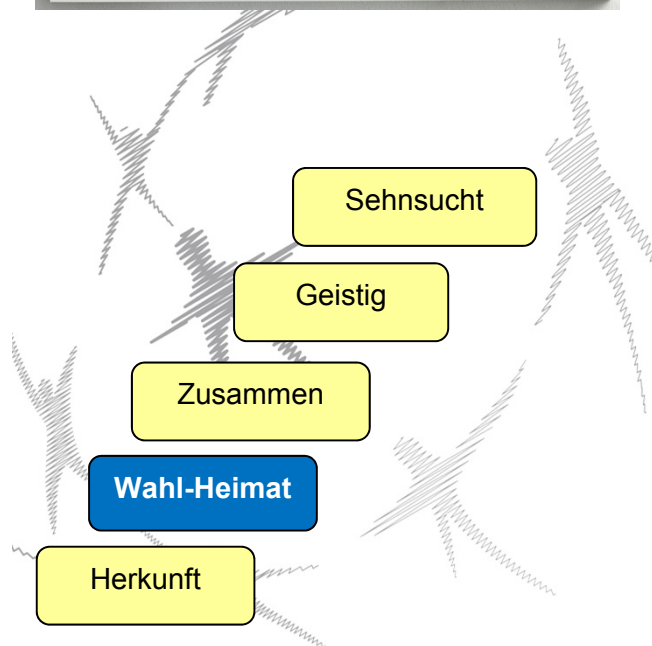 Sehnsucht
Geistig
Zusammen
Wahl-Heimat
Herkunft